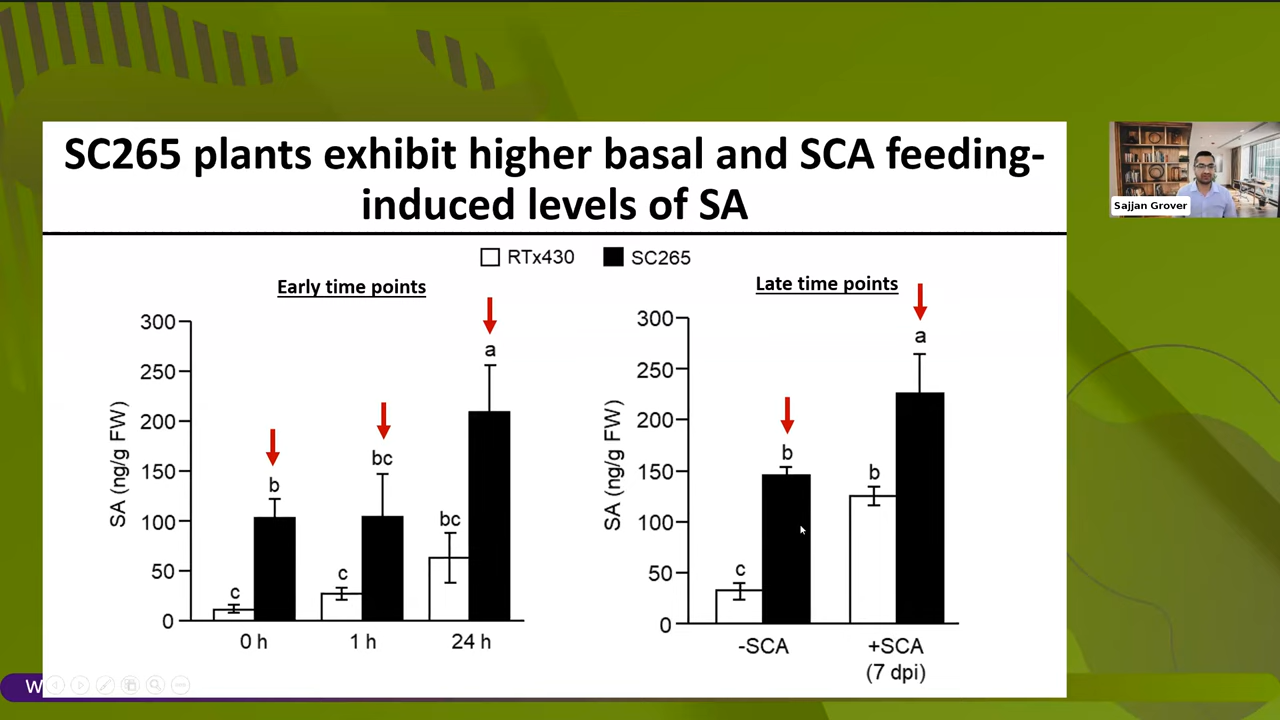 SC265 plants exhibit higher basal and SCA feeding-
induced levels of SA
RTx430 SC265
Early time points
300
250
200
150
100
50
0
SA (ng/g FW)
c
b
c
bc
bc
a
0 h
1 h
24 h
Late time points
300
250
200
150
100
50
0
SA (ng/g FW)
c
b
b
a
-SCA
+SCA
(7 dpi)
Sajjan Grover
W